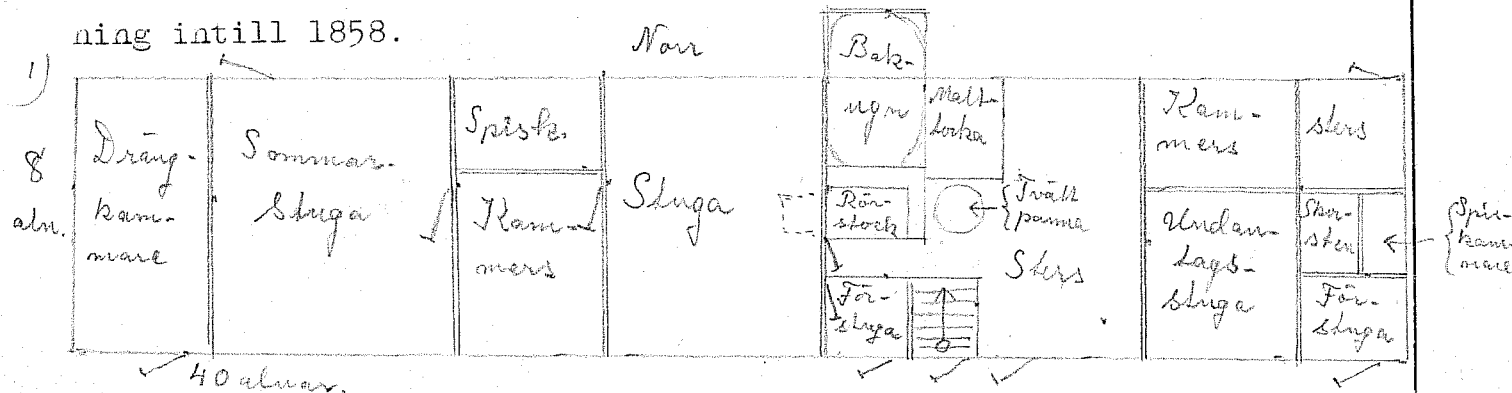 ning intill 1858.
Norr
1)
8
aln.
Dräng-
kam-
mare
Sommar-
stuga
Spisk.
Kam-
mers
Stuga
Bak-
ugn
Malt-
torka
Rör-
stock
Tvätt
panna
Sters
För-
stuga
Kam-
mers
Undan-
tags-
stuga
sters
Skor-
sten
Spis-
kam-
mare
För-
stuga
40 alnar.